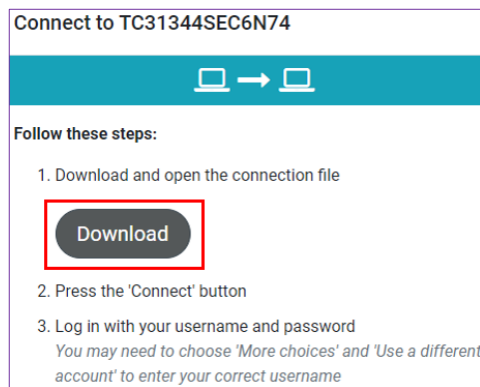 Connect to TC31344SEC6N74
Follow these steps:
1. Download and open the connection file
Download
2. Press the 'Connect' button
3. Log in with your username and password
You may need to choose 'More choices' and 'Use a different
account' to enter your correct username